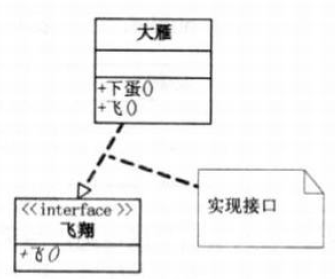 大雁
+下蛋()
+飞()
<<interface>>
飞翔
+飞()
实现接口